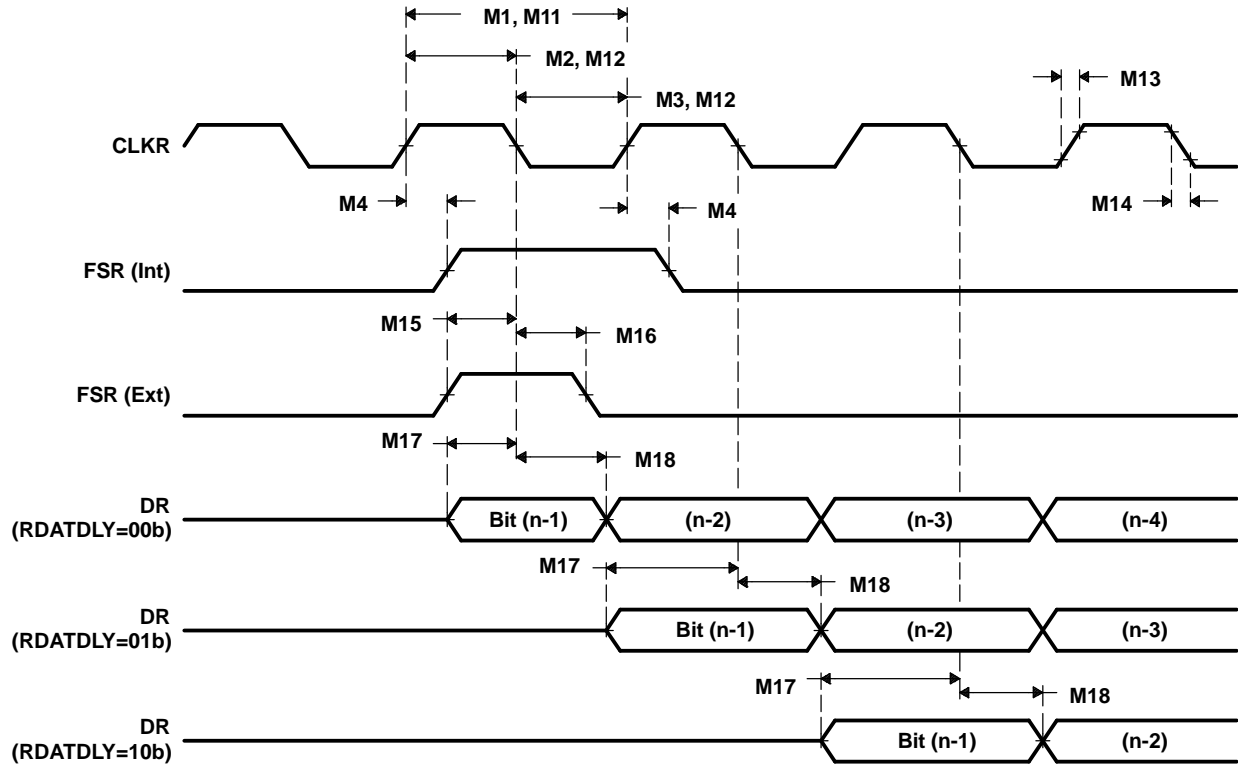 M1, M11
M2, M12
M13
M3, M12
CLKR
M4
M4
M14
FSR (Int)
M15
M16
FSR (Ext)
M17
M18
DR
(RDATDLY=00b)
Bit (n-1)
(n-2)
(n-3)
(n-4)
M17
M18
DR
(RDATDLY=01b)
Bit (n-1)
(n-2)
(n-3)
M17
M18
DR
(RDATDLY=10b)
Bit (n-1)
(n-2)